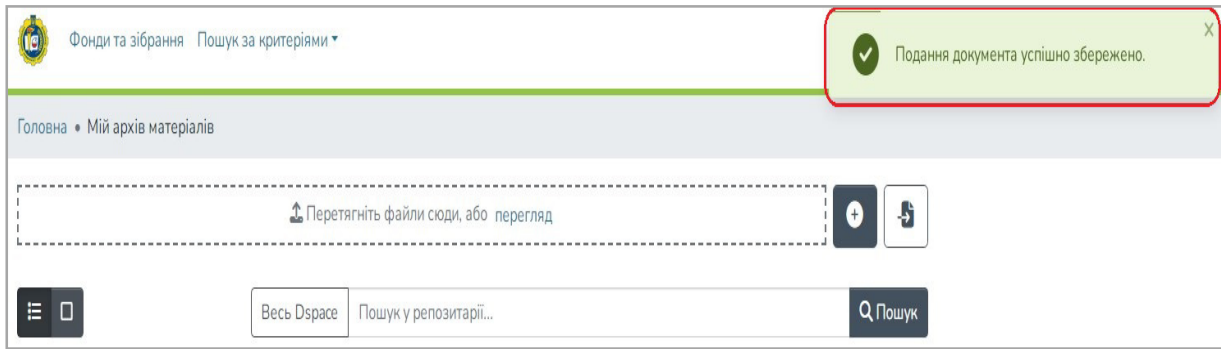 Фонди та зібрання Пошук за критеріями
Подання документа успішно збережено.
Головна • Мій архів матеріалів
Перетягніть файли сюди, або перегляд
Весь Dspace Пошук у репозитарії... Пошук